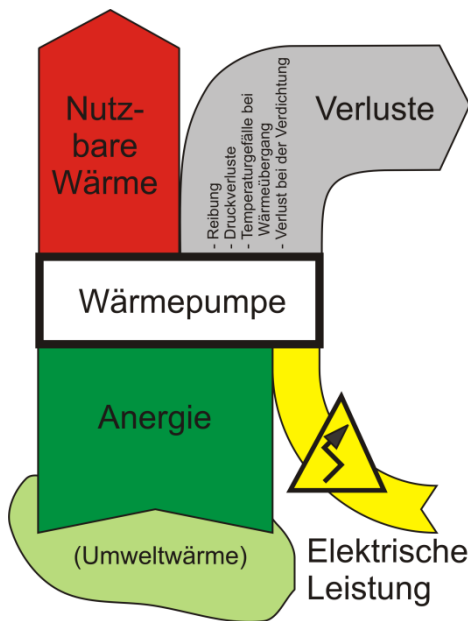 Nutz-
bare
Wärme
Verluste
- Reibung
- Druckverluste
- Temperaturgefälle bei
Wärmeübergang
- Verlust bei der Verdichtung
Wärmepumpe
Anergie
(Umweltwärme)
Elektrische
Leistung